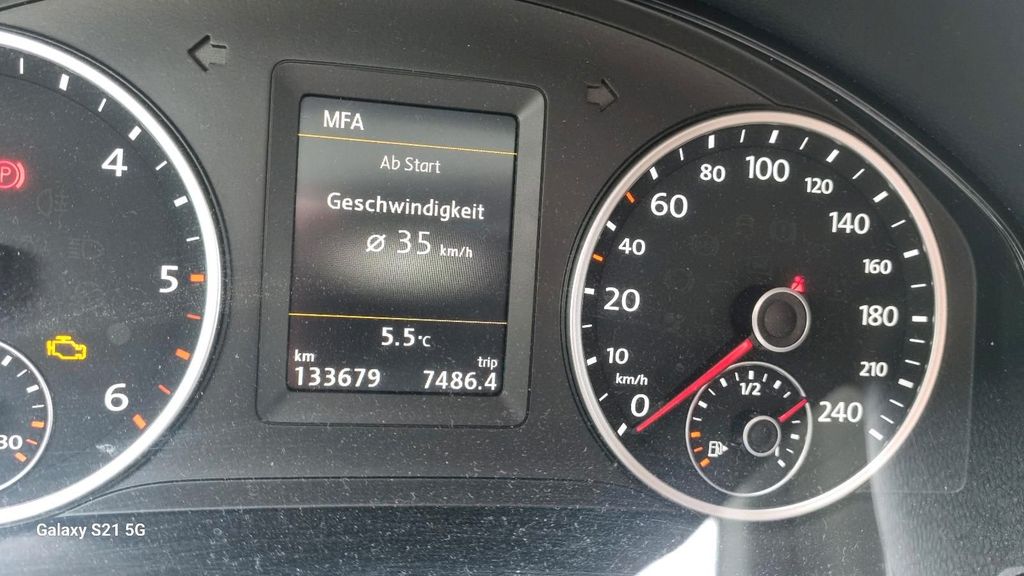 MFA
Ab Start
Geschwindigkeit
ø 35 km/h
5.5°C
km trip
133679 7486.4
4
5
6
P
30
0
10
20
40
60
80
100
120
140
160
180
210
240
km/h
1/2
Galaxy S21 5G